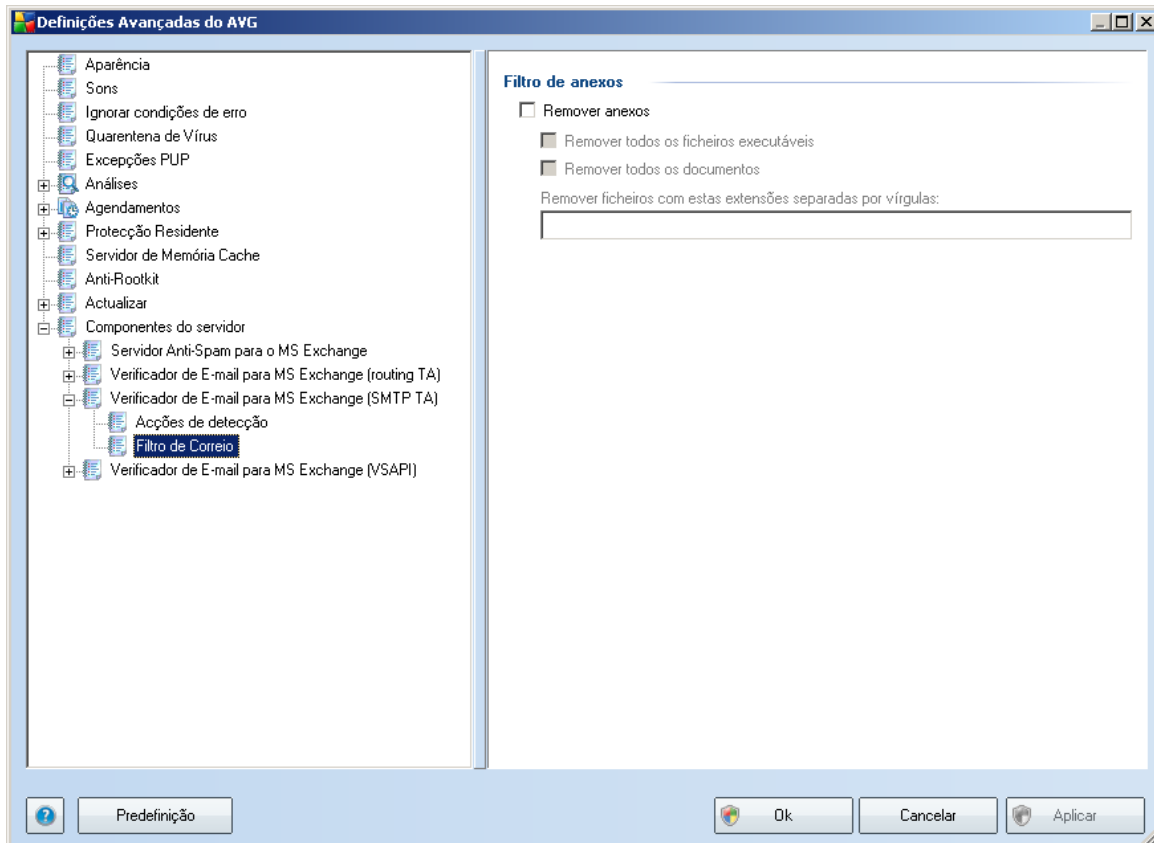 Definições Avançadas do AVG
Aparência
Sons
Ignorar condições de erro
Quarentena de Vírus
Excepções PUP
Análises
Agendamentos
Protecção Residente
Servidor de Memória Cache
Anti-Rootkit
Actualizar
Componentes do servidor
Servidor Anti-Spam para o MS Exchange
Verificador de E-mail para MS Exchange (routing TA)
Verificador de E-mail para MS Exchange (SMTP TA)
Acções de detecção
Filtro de Correio
Verificador de E-mail para MS Exchange (VSAPI)
Filtro de anexos
Remover anexos
Remover todos os ficheiros executáveis
Remover todos os documentos
Remover ficheiros com estas extensões separadas por vírgulas:
Predefinição
Ok
Cancelar
Aplicar